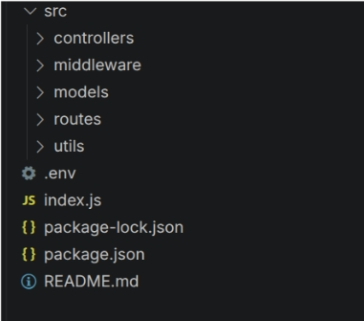 src
controllers
middleware
models
routes
utils
.env
JS index.js
{} package-lock.json
{} package.json
README.md